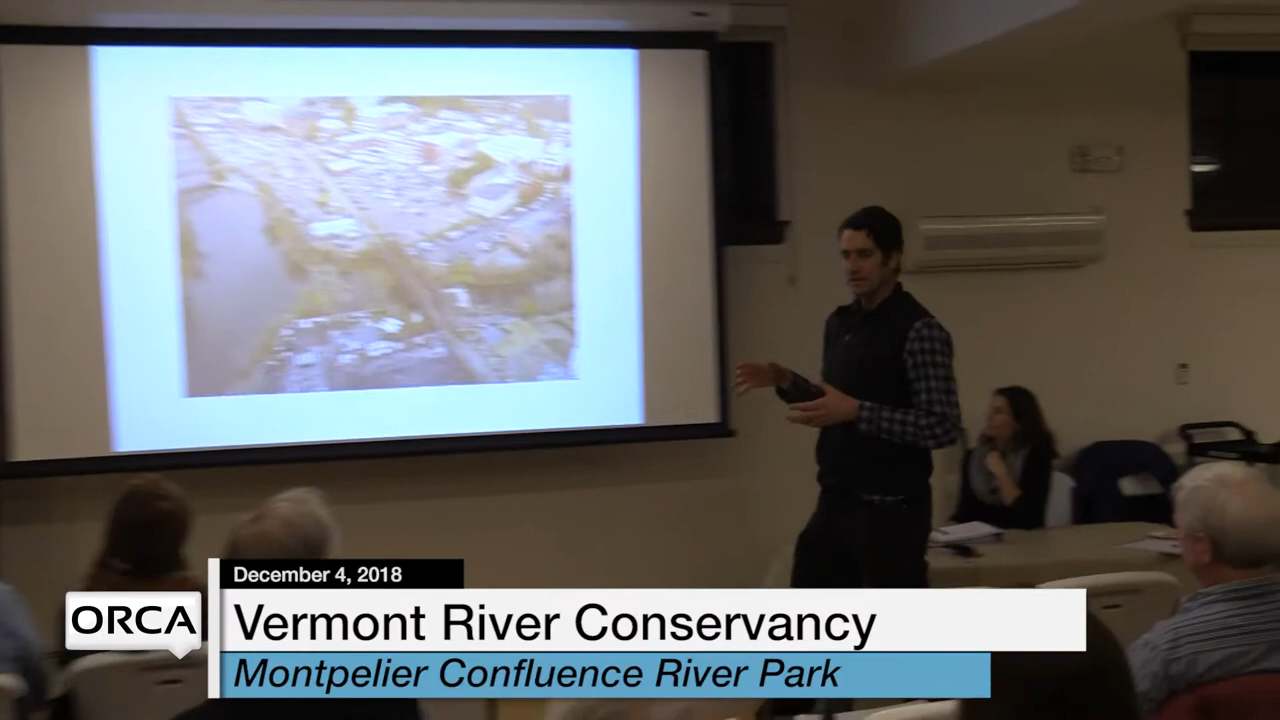 December 4, 2018
ORCA
Vermont River Conservancy
Montpelier Confluence River Park